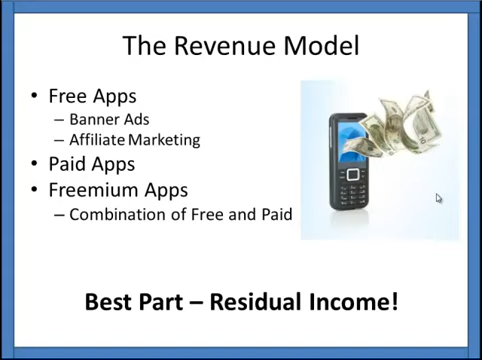 The Revenue Model
• Free Apps
– Banner Ads
– Affiliate Marketing
• Paid Apps
• Freemium Apps
– Combination of Free and Paid
Best Part – Residual Income!